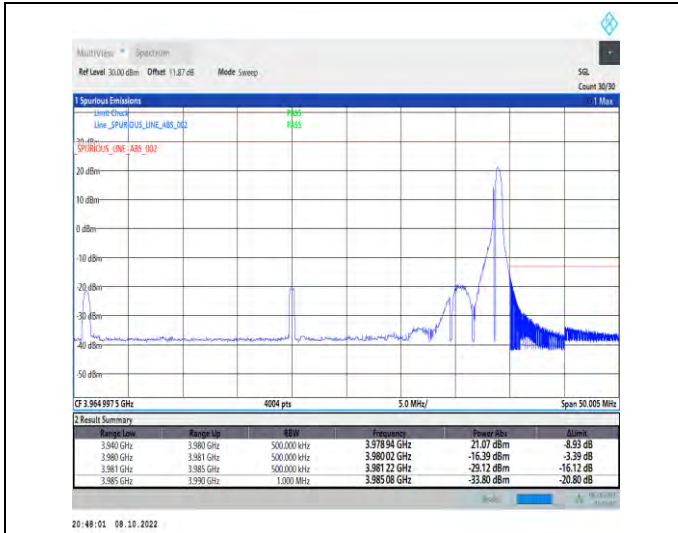 MultiView Spectrum
Ref Level 30.00 dBm Offset 11.87 dB Mode Sweep SGL
Count 30/30
1 Spurious Emissions 1 Max
Limit Check PASS
Line _SPURIOUS_LINE_ABS_002 PASS
_SPURIOUS_LINE_ABS_002
20 dBm
10 dBm
0 dBm
-10 dBm
-20 dBm
-30 dBm
-40 dBm
-50 dBm
CF 3.964 997 5 GHz 4004 pts 5.0 MHz/ Span 50.005 MHz
2 Result Summary
Range Low Range Up RBW Frequency Power Abs ΔLimit
3.940 GHz 3.980 GHz 500.000 kHz 3.978 94 GHz 21.07 dBm -8.93 dB
3.980 GHz 3.981 GHz 500.000 kHz 3.980 02 GHz -16.39 dBm -3.39 dB
3.981 GHz 3.985 GHz 500.000 kHz 3.981 22 GHz -29.12 dBm -16.12 dB
3.985 GHz 3.990 GHz 1.000 MHz 3.985 08 GHz -33.80 dBm -20.80 dB
20:48:01 08.10.2022